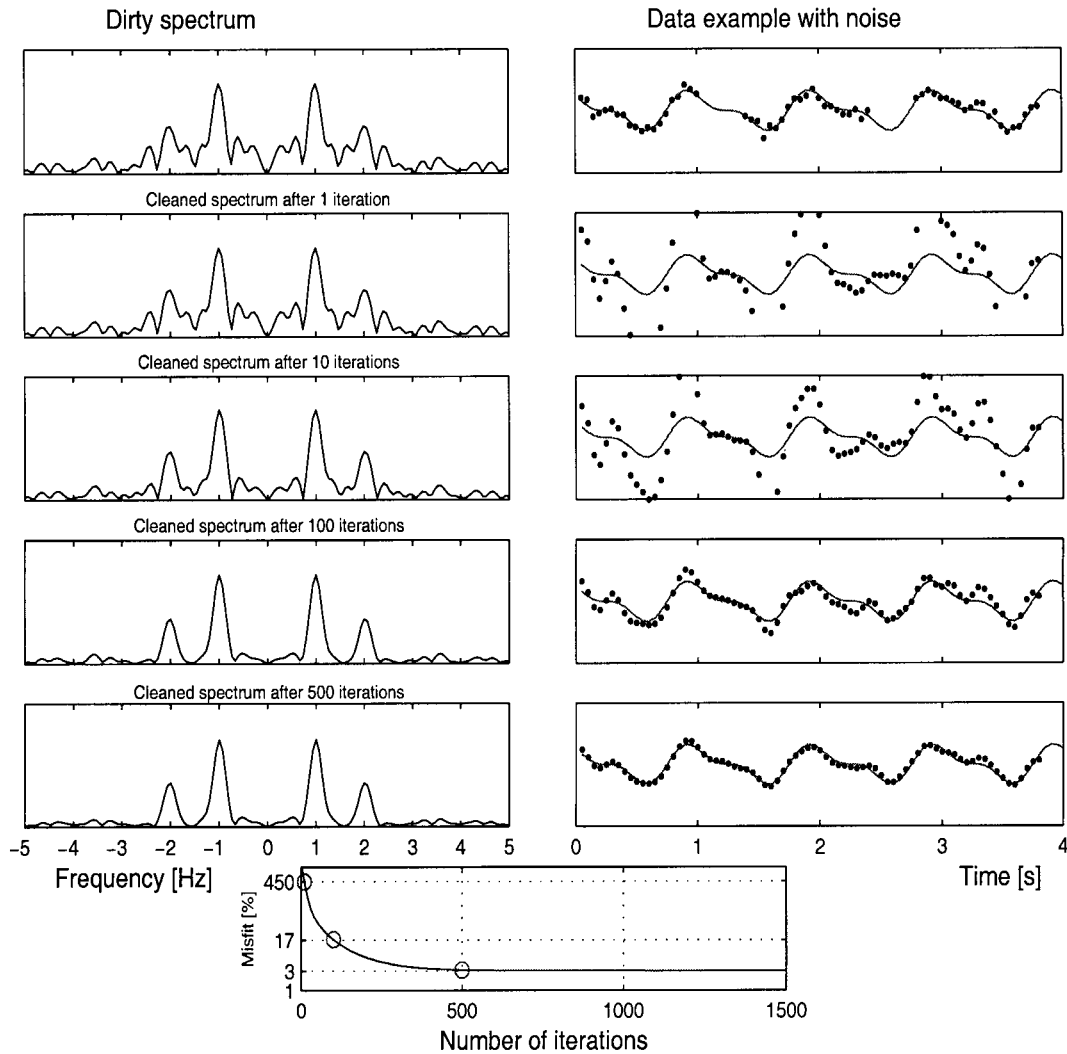 Dirty spectrum
Data example with noise
Cleaned spectrum after 1 iteration
Cleaned spectrum after 10 iterations
Cleaned spectrum after 100 iterations
Cleaned spectrum after 500 iterations
−5 −4 −3 −2 −1 0 1 2 3 4 5
0 1 2 3 4
Frequency [Hz]
Time [s]
Misfit [%]
450
17
3
1
0 500 1000 1500
Number of iterations